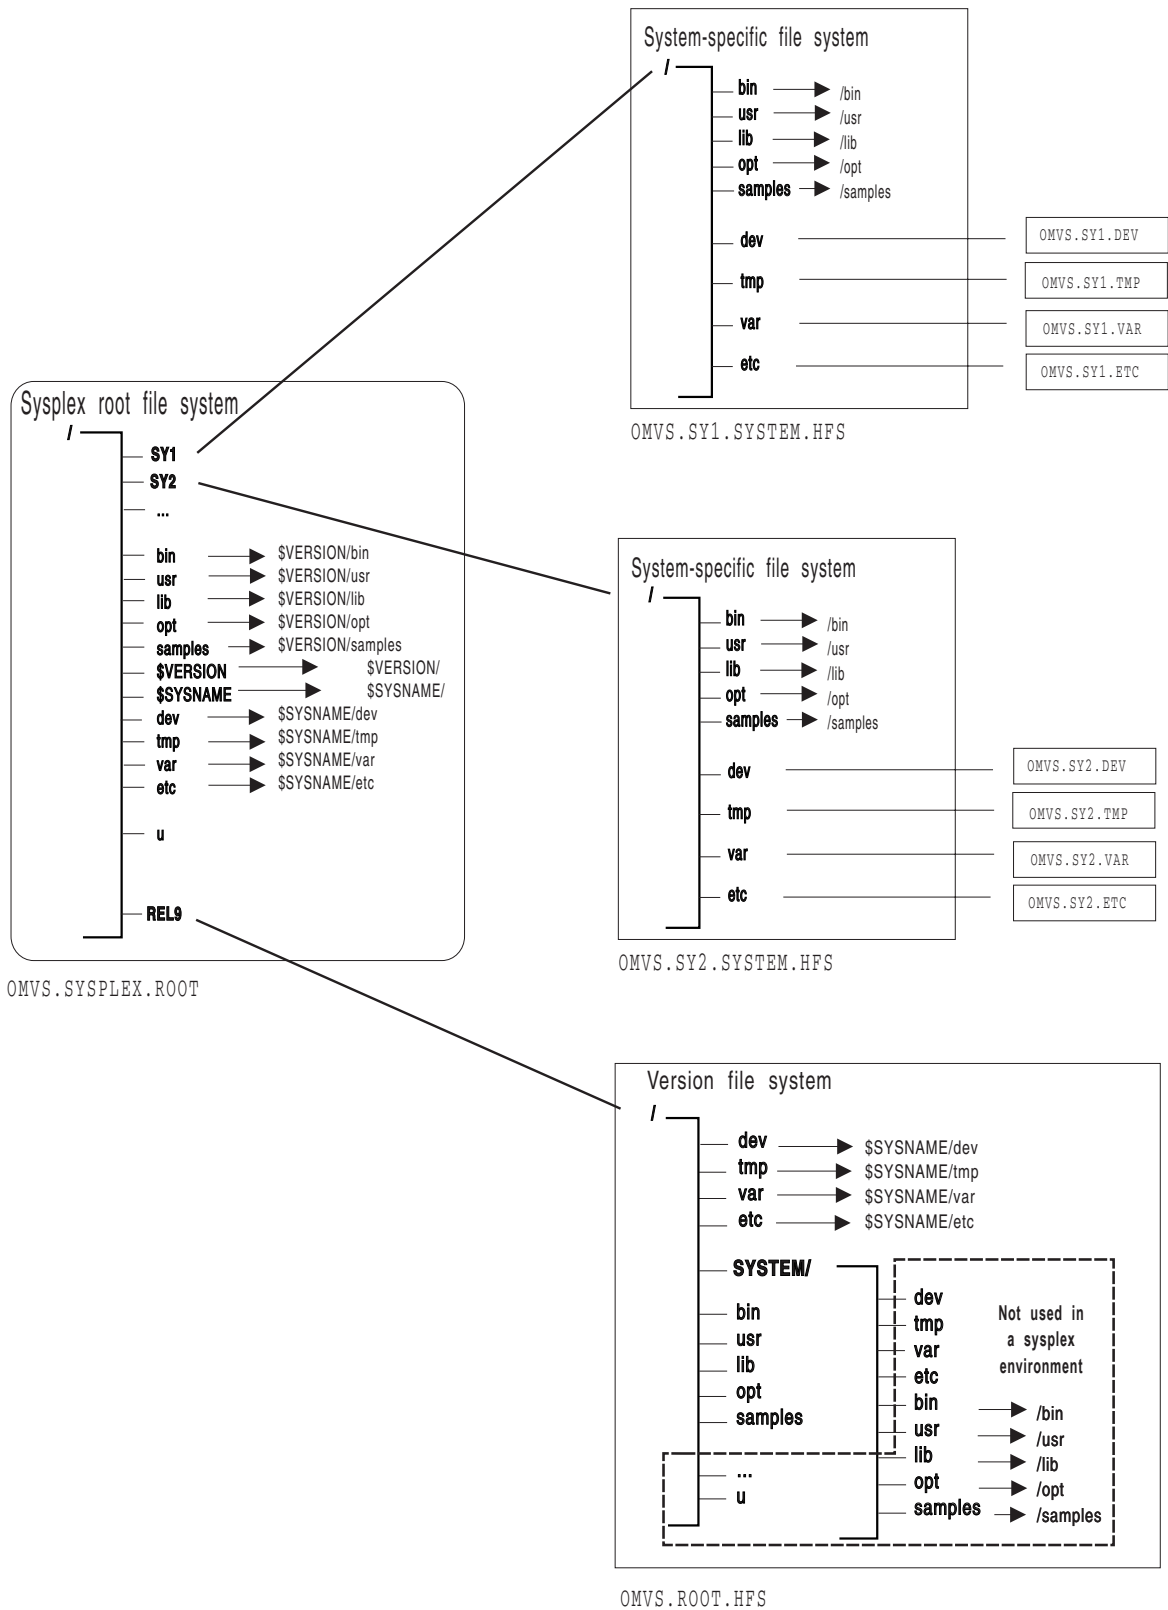 System-specific file system
/
bin /bin
usr /usr
lib /lib
opt /opt
samples /samples
dev OMVS.SY1.DEV
tmp OMVS.SY1.TMP
var OMVS.SY1.VAR
etc OMVS.SY1.ETC
OMVS.SY1.SYSTEM.HFS
Sysplex root file system
/
SY1
SY2
...
bin $VERSION/bin
usr $VERSION/usr
lib $VERSION/lib
opt $VERSION/opt
samples $VERSION/samples
$VERSION $VERSION/
$SYSNAME $SYSNAME/
dev $SYSNAME/dev
tmp $SYSNAME/tmp
var $SYSNAME/var
etc $SYSNAME/etc
u
REL9
OMVS.SYSPLEX.ROOT
System-specific file system
/
bin /bin
usr /usr
lib /lib
opt /opt
samples /samples
dev OMVS.SY2.DEV
tmp OMVS.SY2.TMP
var OMVS.SY2.VAR
etc OMVS.SY2.ETC
OMVS.SY2.SYSTEM.HFS
Version file system
/
dev $SYSNAME/dev
tmp $SYSNAME/tmp
var $SYSNAME/var
etc $SYSNAME/etc
SYSTEM/
bin
usr
lib
opt
samples
...
u
dev
tmp
var
etc
bin /bin
usr /usr
lib /lib
opt /opt
samples /samples
Not used in
a sysplex
environment
OMVS.ROOT.HFS